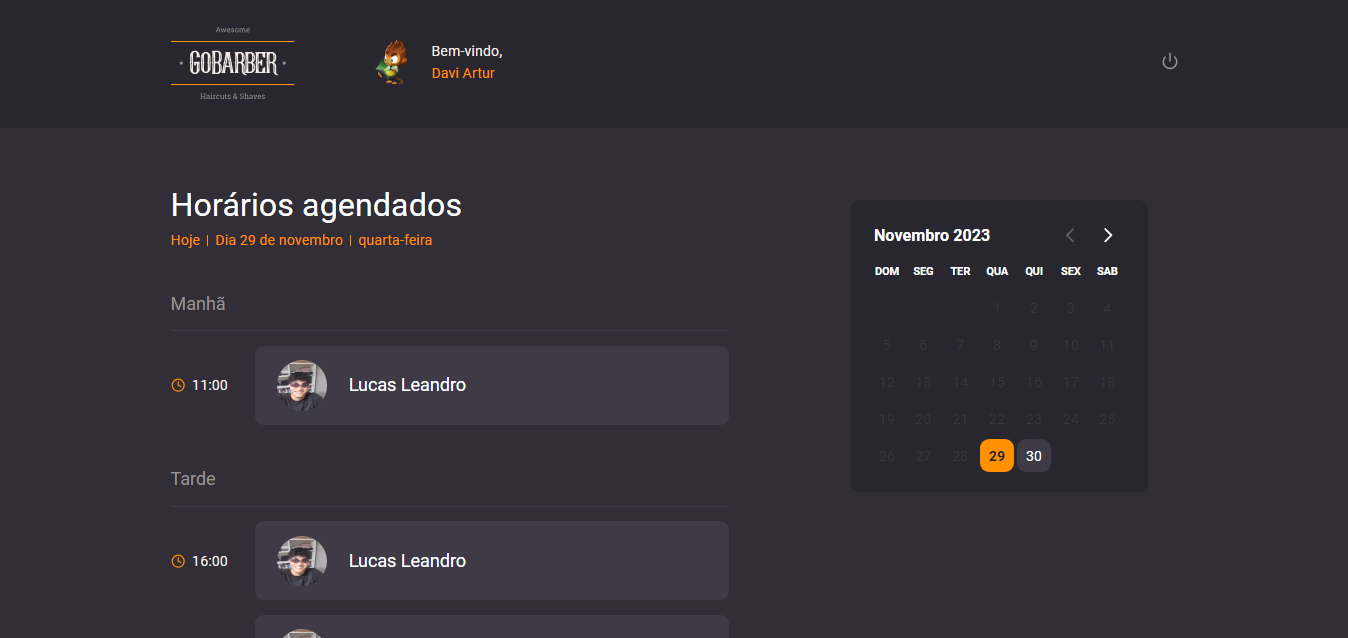 Awesome
GOBARBER
Haircuts & Shaves
Bem-vindo,
Davi Artur
Horários agendados
Hoje | Dia 29 de novembro | quarta-feira
Manhã
11:00 Lucas Leandro
Tarde
16:00 Lucas Leandro
Novembro 2023
DOM SEG TER QUA QUI SEX SAB
1 2 3 4
5 6 7 8 9 10 11
12 13 14 15 16 17 18
19 20 21 22 23 24 25
26 27 28 29 30